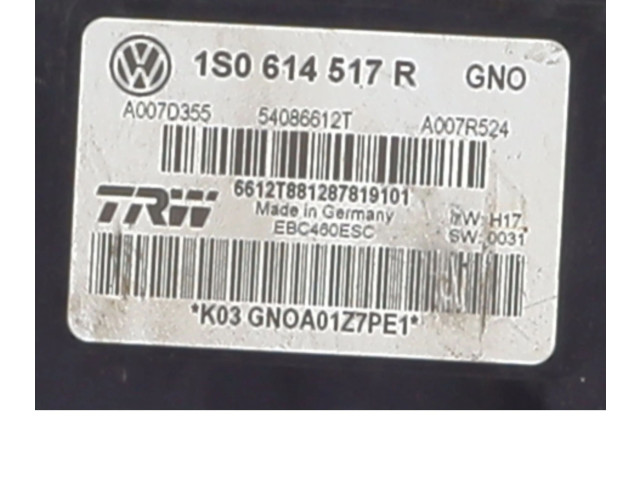 1S0 614 517 R GNO
A007D355 54086612T A007R524
6612T881287819101
TRW Made in Germany HW: H17
EBC460ESC SW: 0031
*K03 GNOA01Z7PE1*